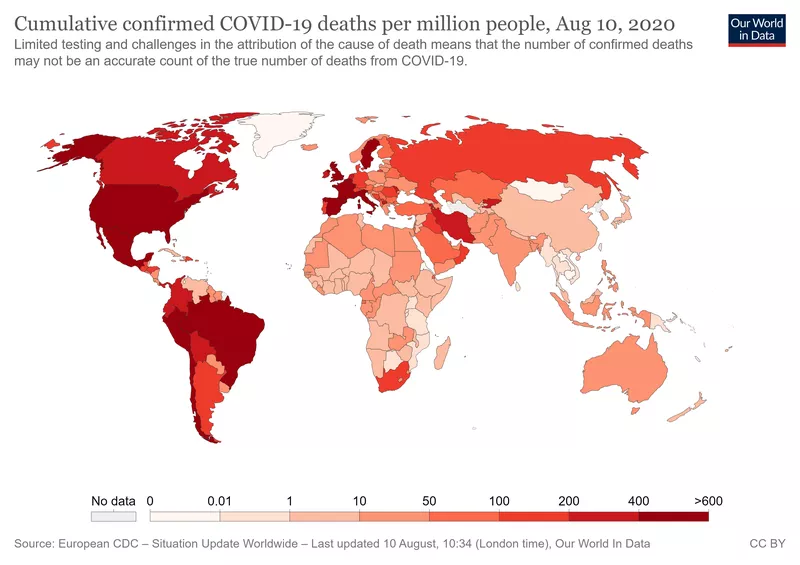 Cumulative confirmed COVID-19 deaths per million people, Aug 10, 2020
Our World
in Data
Limited testing and challenges in the attribution of the cause of death means that the number of confirmed deaths
may not be an accurate count of the true number of deaths from COVID-19.
No data 0 0.01 1 10 50 100 200 400 >600
Source: European CDC – Situation Update Worldwide – Last updated 10 August, 10:34 (London time), Our World In Data CC BY